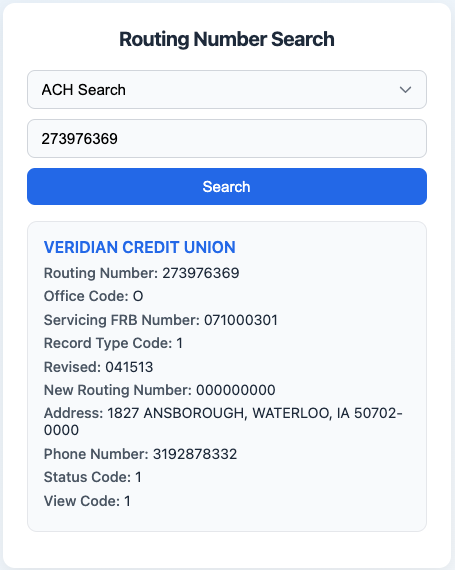 Routing Number Search
ACH Search
273976369
Search
VERIDIAN CREDIT UNION
Routing Number: 273976369
Office Code: O
Servicing FRB Number: 071000301
Record Type Code: 1
Revised: 041513
New Routing Number: 000000000
Address: 1827 ANSBOROUGH, WATERLOO, IA 50702-
0000
Phone Number: 3192878332
Status Code: 1
View Code: 1